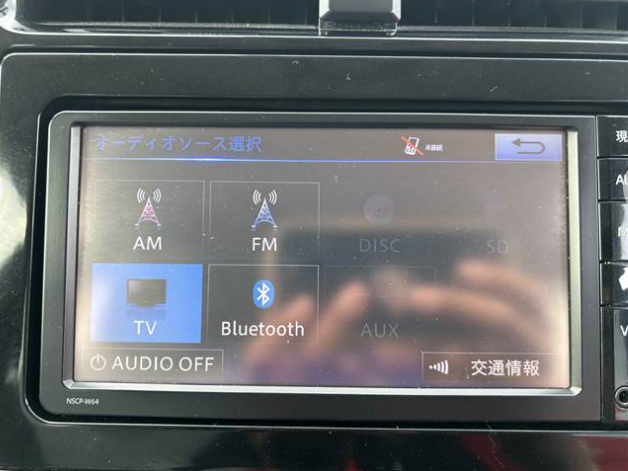 オーディオソース選択
未接続
現
AM
FM
DISC
SD
TV
Bluetooth
AUX
AUDIO OFF
交通情報
NSCP-W64